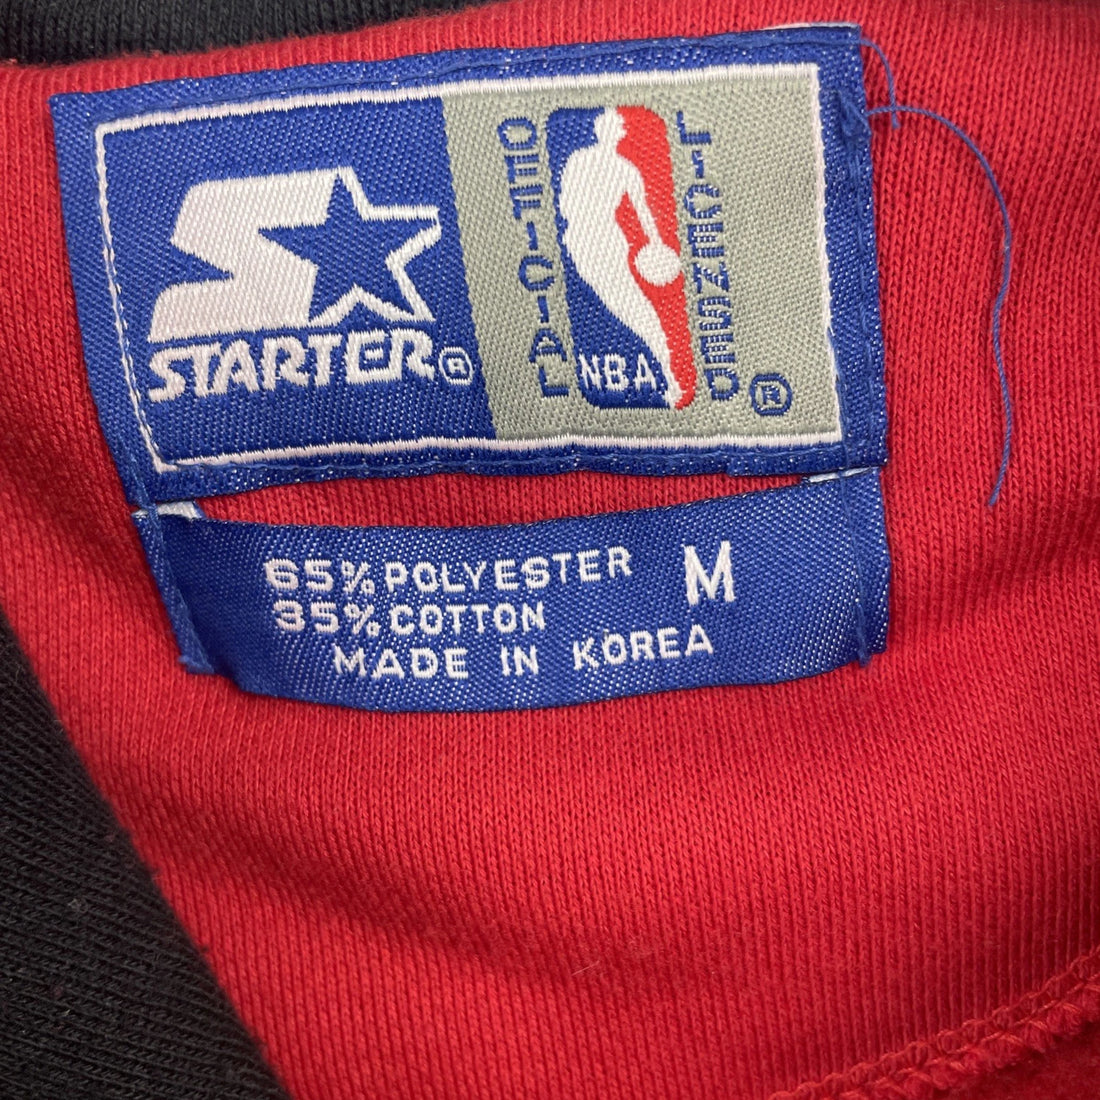 STARTER®
OFFICIAL
NBA
LICENSED
®
65% POLYESTER
35% COTTON
M
MADE IN KOREA